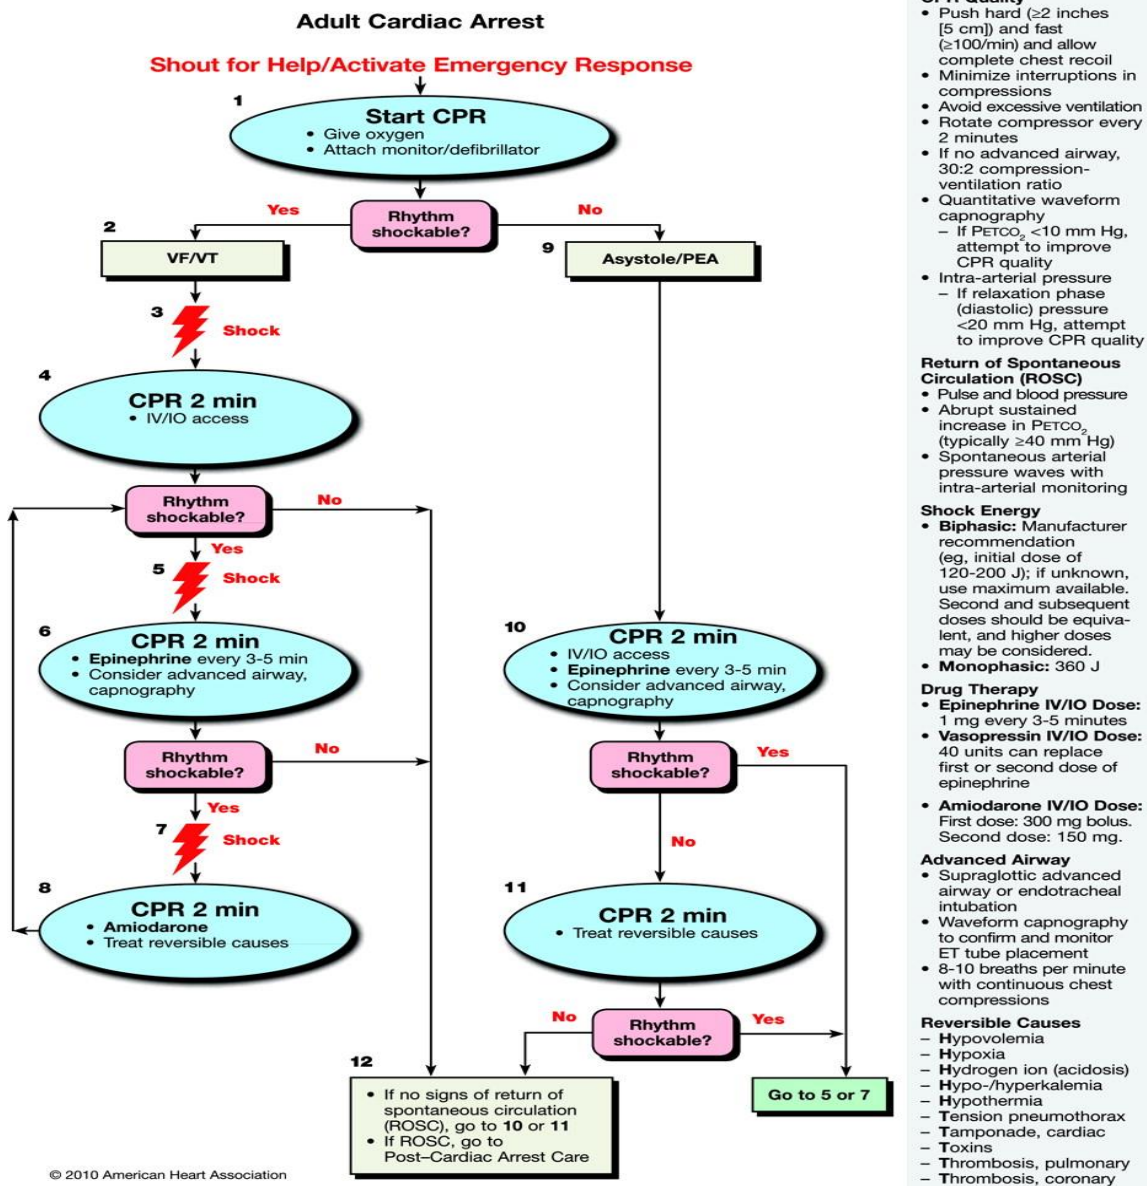 Adult Cardiac Arrest
Shout for Help/Activate Emergency Response
1
Start CPR
• Give oxygen
• Attach monitor/defibrillator
Rhythm
shockable?
Yes
No
2
VF/VT
9
Asystole/PEA
3
Shock
4
CPR 2 min
• IV/IO access
Rhythm
shockable?
No
Yes
5
Shock
6
CPR 2 min
• Epinephrine every 3-5 min
• Consider advanced airway,
capnography
10
CPR 2 min
• IV/IO access
• Epinephrine every 3-5 min
• Consider advanced airway,
capnography
Rhythm
shockable?
No
Yes
Rhythm
shockable?
Yes
No
7
Shock
8
CPR 2 min
• Amiodarone
• Treat reversible causes
11
CPR 2 min
• Treat reversible causes
Rhythm
shockable?
No
Yes
12
• If no signs of return of
spontaneous circulation
(ROSC), go to 10 or 11
• If ROSC, go to
Post–Cardiac Arrest Care
Go to 5 or 7
© 2010 American Heart Association
CPR Quality
• Push hard (≥2 inches
[5 cm]) and fast
(≥100/min) and allow
complete chest recoil
• Minimize interruptions in
compressions
• Avoid excessive ventilation
• Rotate compressor every
2 minutes
• If no advanced airway,
30:2 compression-
ventilation ratio
• Quantitative waveform
capnography
– If PETCO₂ <10 mm Hg,
attempt to improve
CPR quality
• Intra-arterial pressure
– If relaxation phase
(diastolic) pressure
<20 mm Hg, attempt
to improve CPR quality
Return of Spontaneous
Circulation (ROSC)
• Pulse and blood pressure
• Abrupt sustained
increase in PETCO₂
(typically ≥40 mm Hg)
• Spontaneous arterial
pressure waves with
intra-arterial monitoring
Shock Energy
• Biphasic: Manufacturer
recommendation
(eg, initial dose of
120-200 J); if unknown,
use maximum available.
Second and subsequent
doses should be equiva-
lent, and higher doses
may be considered.
• Monophasic: 360 J
Drug Therapy
• Epinephrine IV/IO Dose:
1 mg every 3-5 minutes
• Vasopressin IV/IO Dose:
40 units can replace
first or second dose of
epinephrine
• Amiodarone IV/IO Dose:
First dose: 300 mg bolus.
Second dose: 150 mg.
Advanced Airway
• Supraglottic advanced
airway or endotracheal
intubation
• Waveform capnography
to confirm and monitor
ET tube placement
• 8-10 breaths per minute
with continuous chest
compressions
Reversible Causes
– Hypovolemia
– Hypoxia
– Hydrogen ion (acidosis)
– Hypo-/hyperkalemia
– Hypothermia
– Tension pneumothorax
– Tamponade, cardiac
– Toxins
– Thrombosis, pulmonary
– Thrombosis, coronary